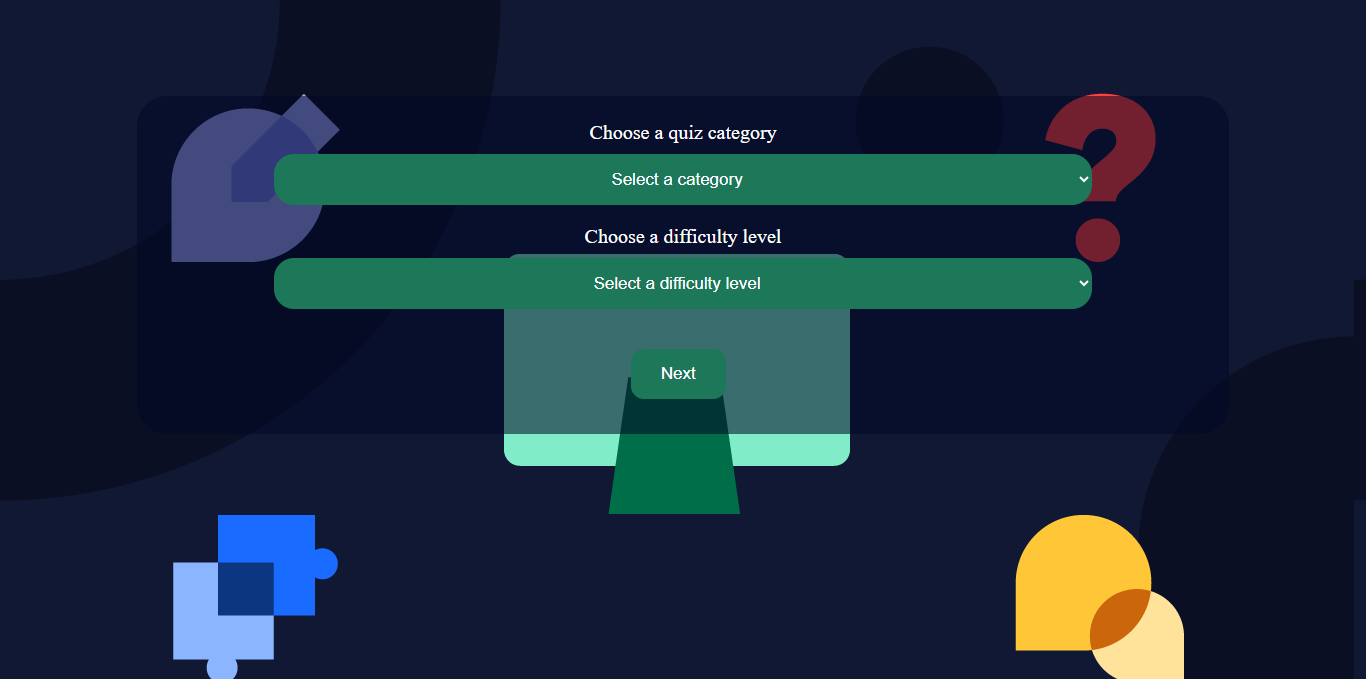 Choose a quiz category
Select a category
Choose a difficulty level
Select a difficulty level
Next